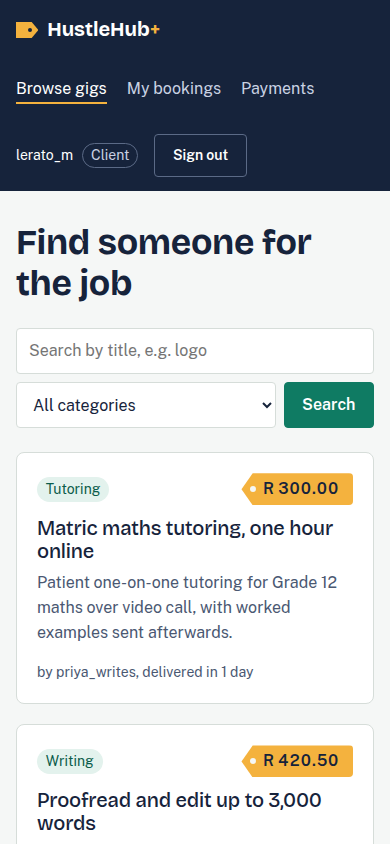 HustleHub+
Browse gigs My bookings Payments
lerato_m Client Sign out
Find someone for
the job
Search by title, e.g. logo
All categories Search
Tutoring R 300.00
Matric maths tutoring, one hour
online
Patient one-on-one tutoring for Grade 12
maths over video call, with worked
examples sent afterwards.
by priya_writes, delivered in 1 day
Writing R 420.50
Proofread and edit up to 3,000
words